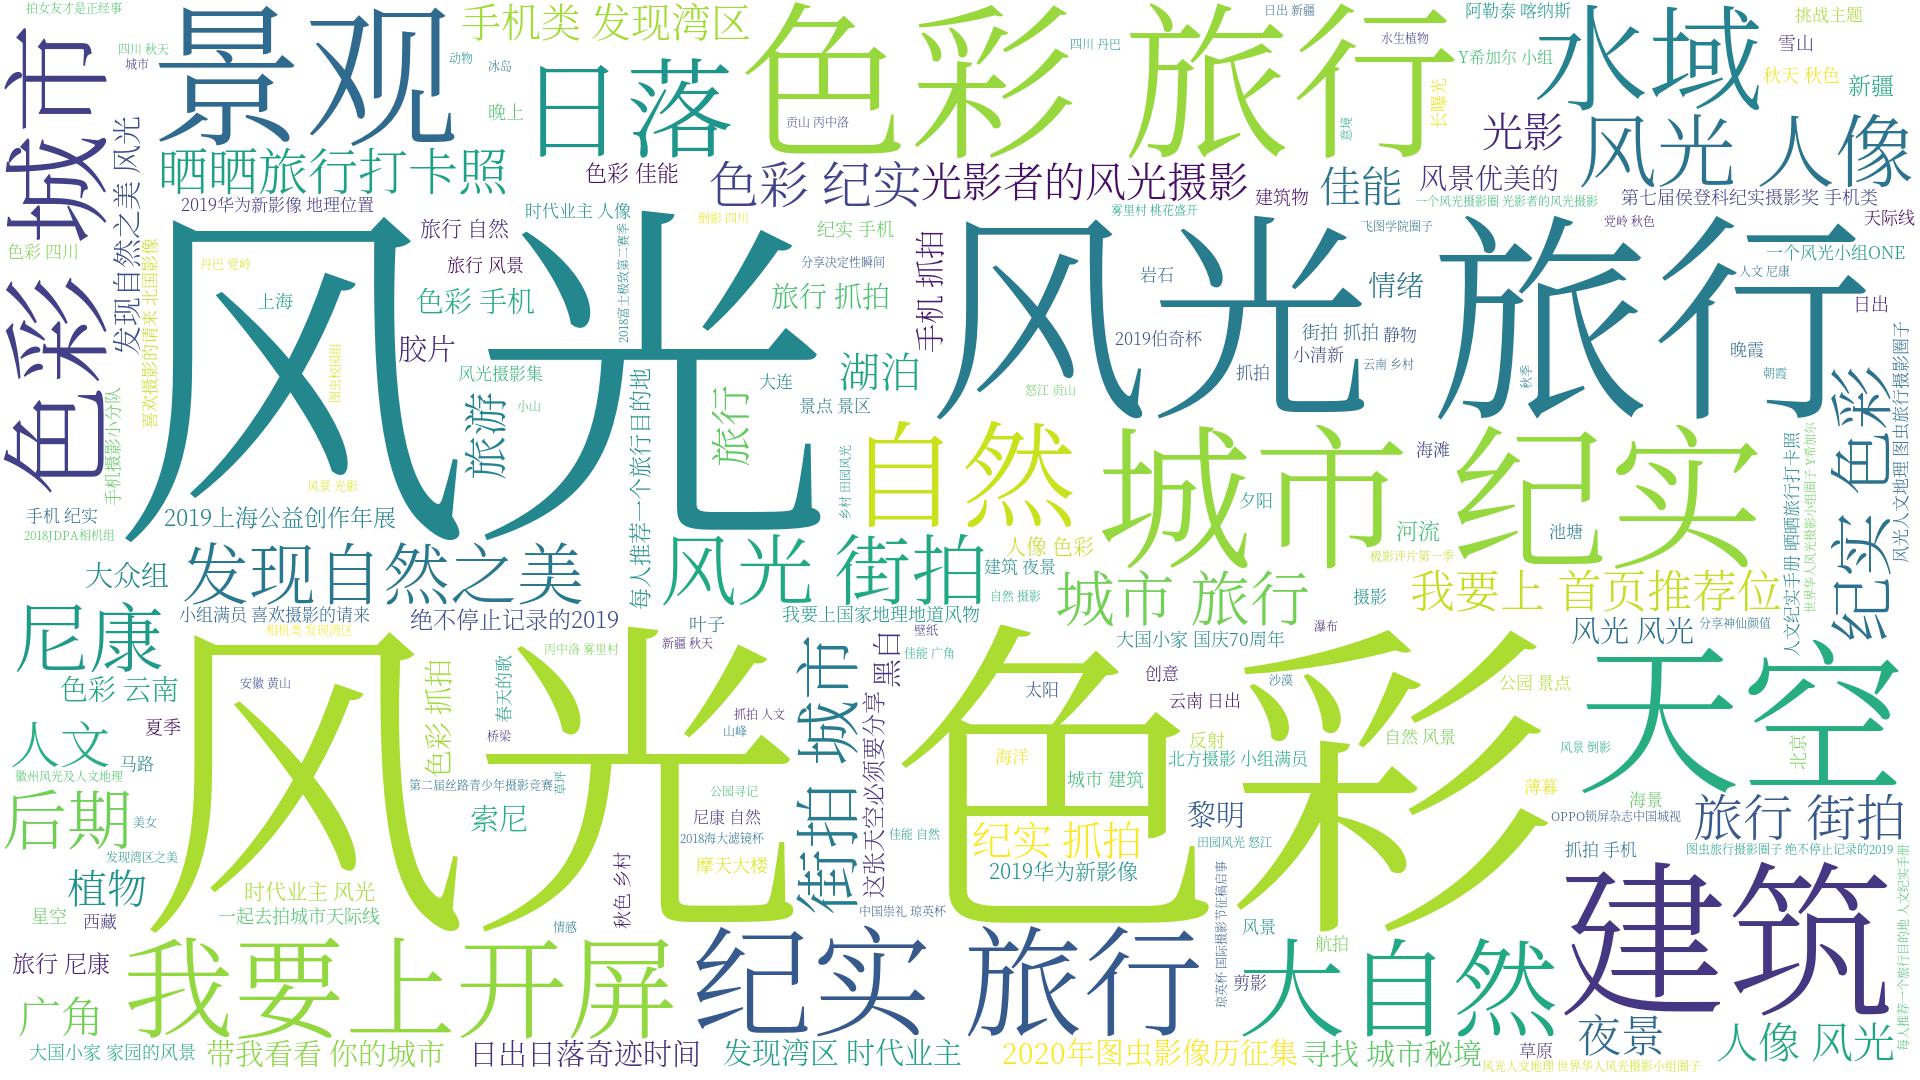 拍女友才是正经事
手机类 发现湾区
日出 新疆
阿勒泰 喀纳斯
挑战主题
景观
色彩 旅行
水域
四川 秋天
城市
动物
冰岛
四川 丹巴
水生植物
Y希加尔 小组
雪山
秋天 秋色
新疆
日落
晚上
长曝光
贡山 丙中洛
意境
光影
风光 人像
色彩 城市
发现自然之美 风光
晒晒旅行打卡照
色彩 佳能
色彩 纪实
光影者的风光摄影
建筑物
佳能
风景优美的
第七届侯登科纪实摄影奖 手机类
一个风光摄影圈 光影者的风光摄影
2019华为新影像 地理位置
时代业主 人像
倒影 四川
雾里村 桃花盛开
党岭 秋色
天际线
旅行 自然
纪实 手机
飞图学院圈子
色彩 四川
一个风光小组ONE
喜欢摄影的请来 北国影像
丹巴 党岭
旅行 风景
2018富士极致第二赛季
分享决定性瞬间
手机 抓拍
风光
风光 旅行
岩石
情绪
人文 尼康
上海
色彩 手机
旅行 抓拍
日出
2019伯奇杯
街拍 抓拍
静物
小清新
胶片
图虫校园组
晚霞
湖泊
风光摄影集
大连
抓拍
云南 乡村
秋季
朝霞
风光人文地理 图虫旅行摄影圈子
手机摄影小分队
小山
景点 景区
怒江 贡山
旅游
旅行
每人推荐一个旅行目的地
自然
城市 纪实
海滩
纪实 色彩
人文纪实手册 晒晒旅行打卡照
世界华人风光摄影小组圈子 Y希加尔
乡村 田园风光
风景 光影
夕阳
手机 纪实
2018JDPA相机组
2019上海公益创作年展
河流
池塘
极影评片第一季
大众组
发现自然之美
风光 街拍
人像 色彩
建筑 夜景
自然 摄影
城市 旅行
摄影
我要上 首页推荐位
尼康
小组满员 喜欢摄影的请来
绝不停止记录的2019
我要上国家地理地道风物
叶子
壁纸
瀑布
风光 风光
分享神仙颜值
相机类 发现湾区
丙中洛 雾里村
新疆 秋天
黑白
佳能 广角
大国小家 国庆70周年
天空
色彩 云南
安徽 黄山
色彩 抓拍
春天的歌
街拍 城市
这张天空必须要分享
太阳
创意
沙漠
公园 景点
云南 日出
风光 色彩
人文
夏季
抓拍 人文
山峰
桥梁
反射
自然 风景
风景 倒影
北京
马路
海洋
北方摄影 小组满员
徽州风光及人文地理
第二届丝路青少年摄影竞赛
草坪
城市 建筑
薄暮
海景
后期
美女
公园寻记
索尼
尼康 自然
黎明
OPPO锁屏杂志中国城视
旅行 街拍
2018海大滤镜杯
佳能 自然
纪实 抓拍
田园风光 怒江
抓拍 手机
图虫旅行摄影圈子 绝不停止记录的2019
发现湾区之美
摩天大楼
2019华为新影像
植物
时代业主 风光
秋色 乡村
琼英杯 国际摄影节征稿启事
建筑
每人推荐一个旅行目的地 人文纪实手册
星空
西藏
一起去拍城市天际线
情感
中国崇礼 琼英杯
风景
航拍
旅行 尼康
我要上开屏
纪实 旅行
剪影
大自然
广角
夜景
人像 风光
大国小家 家园的风景
带我看看 你的城市
日出日落奇迹时间
发现湾区 时代业主
2020年图虫影像历征集
寻找 城市秘境
草原
风光人文地理 世界华人风光摄影小组圈子